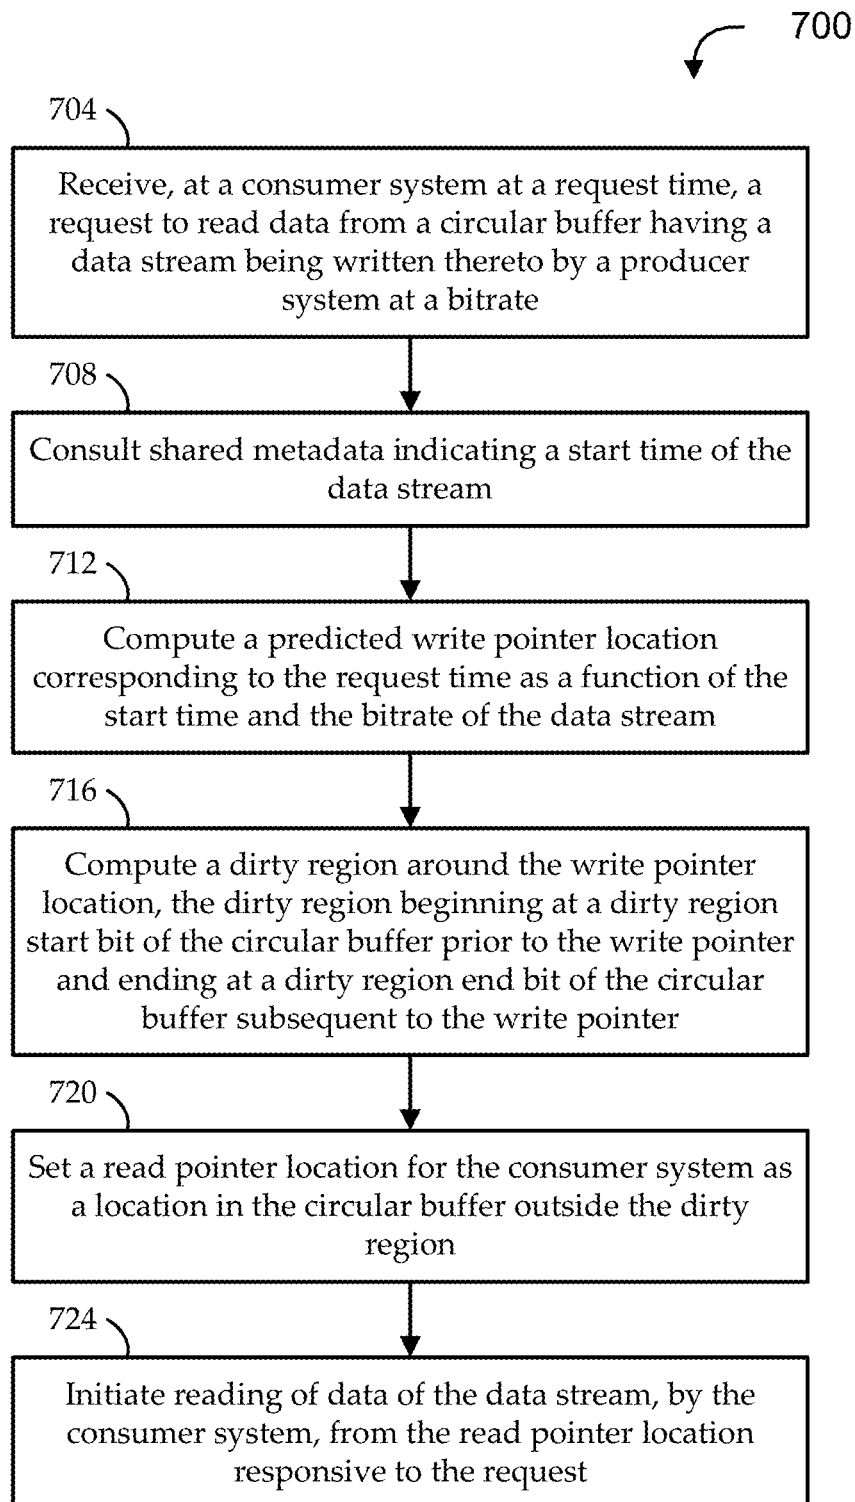 700
704
Receive, at a consumer system at a request time, a
request to read data from a circular buffer having a
data stream being written thereto by a producer
system at a bitrate
708
Consult shared metadata indicating a start time of the
data stream
712
Compute a predicted write pointer location
corresponding to the request time as a function of the
start time and the bitrate of the data stream
716
Compute a dirty region around the write pointer
location, the dirty region beginning at a dirty region
start bit of the circular buffer prior to the write pointer
and ending at a dirty region end bit of the circular
buffer subsequent to the write pointer
720
Set a read pointer location for the consumer system as
a location in the circular buffer outside the dirty
region
724
Initiate reading of data of the data stream, by the
consumer system, from the read pointer location
responsive to the request